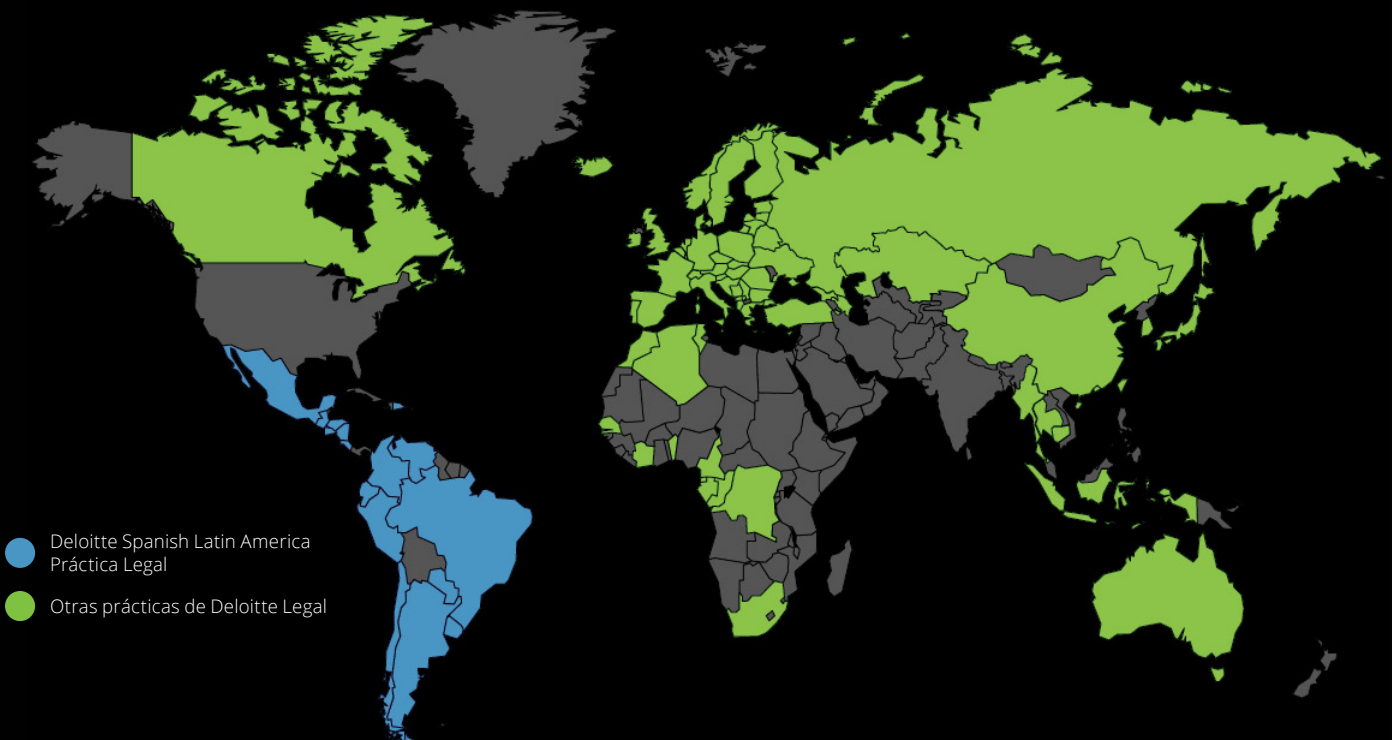 Deloitte Spanish Latin America
Práctica Legal
Otras prácticas de Deloitte Legal